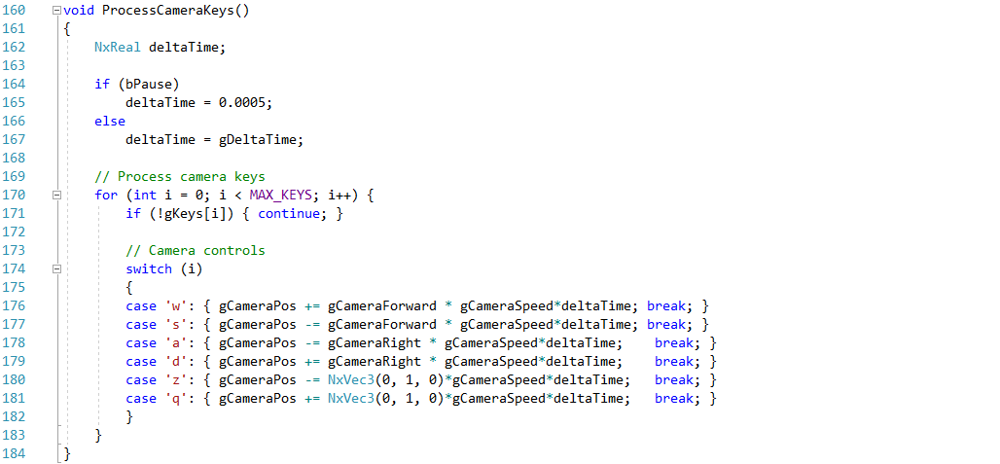 160 void ProcessCameraKeys()
161 {
162     NxReal deltaTime;
163
164     if (bPause)
165         deltaTime = 0.0005;
166     else
167         deltaTime = gDeltaTime;
168
169     // Process camera keys
170     for (int i = 0; i < MAX_KEYS; i++) {
171         if (!gKeys[i]) { continue; }
172
173         // Camera controls
174         switch (i)
175         {
176         case 'w': { gCameraPos += gCameraForward * gCameraSpeed*deltaTime; break; }
177         case 's': { gCameraPos -= gCameraForward * gCameraSpeed*deltaTime; break; }
178         case 'a': { gCameraPos -= gCameraRight * gCameraSpeed*deltaTime;    break; }
179         case 'd': { gCameraPos += gCameraRight * gCameraSpeed*deltaTime;    break; }
180         case 'z': { gCameraPos -= NxVec3(0, 1, 0)*gCameraSpeed*deltaTime;   break; }
181         case 'q': { gCameraPos += NxVec3(0, 1, 0)*gCameraSpeed*deltaTime;   break; }
182         }
183     }
184 }